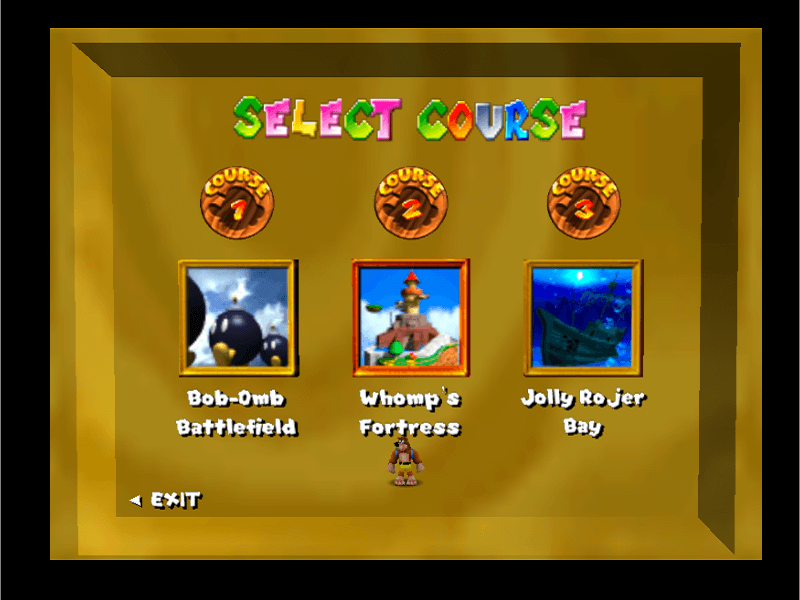 SELECT COURSE
COURSE 1
COURSE 2
COURSE 3
Bob-Omb Battlefield
Whomp's Fortress
Jolly Rojer Bay
◄ EXIT